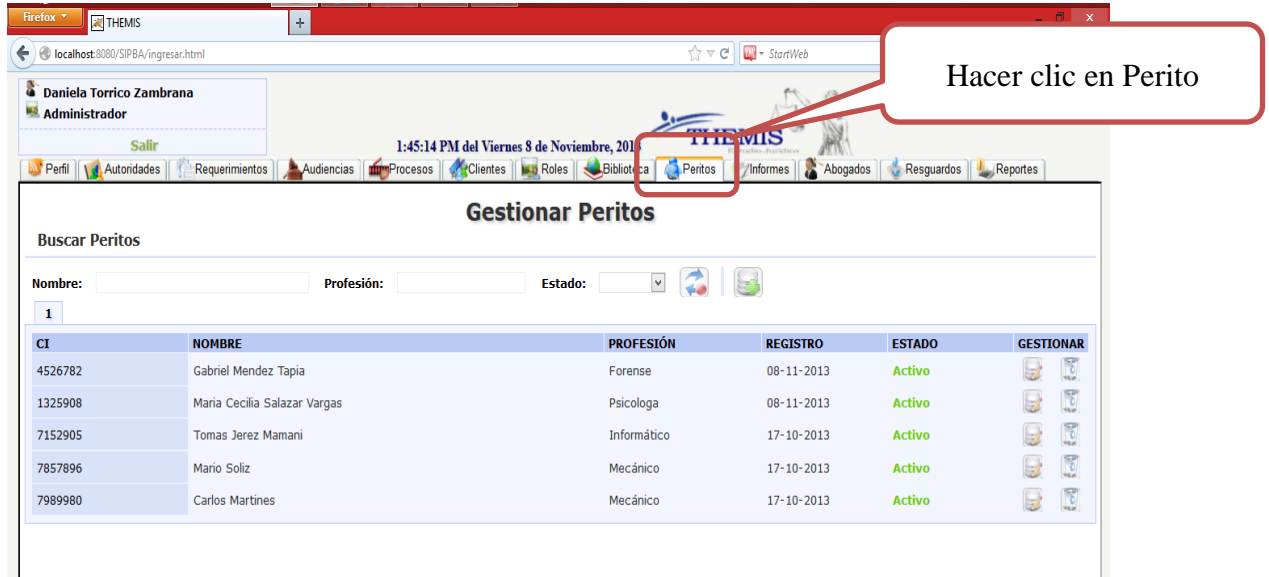 Firefox
THEMIS
+
localhost:8080/SIPBA/ingresar.html
StartWeb
Hacer clic en Perito
Daniela Torrico Zambrana
Administrador
Salir
1:45:14 PM del Viernes 8 de Noviembre, 2013
THEMIS
Perfil Autoridades Requerimientos Audiencias Procesos Clientes Roles Biblioteca Peritos Informes Abogados Resguardos Reportes
Gestionar Peritos
Buscar Peritos
Nombre: Profesión: Estado:
1
CI NOMBRE PROFESIÓN REGISTRO ESTADO GESTIONAR
4526782 Gabriel Mendez Tapia Forense 08-11-2013 Activo
1325908 Maria Cecilia Salazar Vargas Psicologa 08-11-2013 Activo
7152905 Tomas Jerez Mamani Informático 17-10-2013 Activo
7857896 Mario Soliz Mecánico 17-10-2013 Activo
7989980 Carlos Martines Mecánico 17-10-2013 Activo